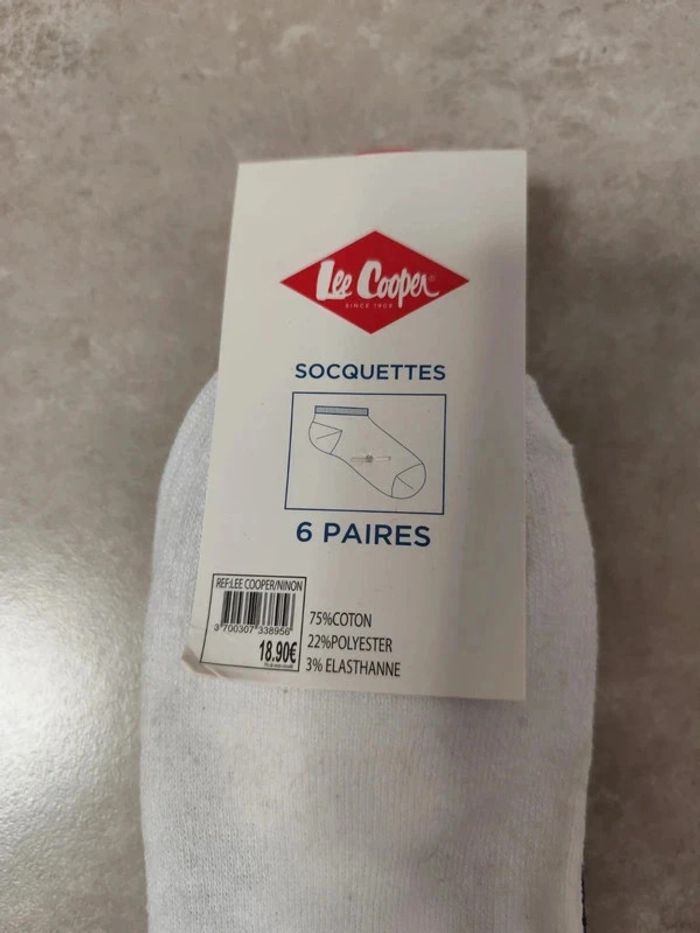 Lee Cooper®
SINCE 1908
SOCQUETTES
6 PAIRES
REF:LEE COOPER/NINON
3 700307 338956
18.90€
75%COTON
22%POLYESTER
3% ELASTHANNE